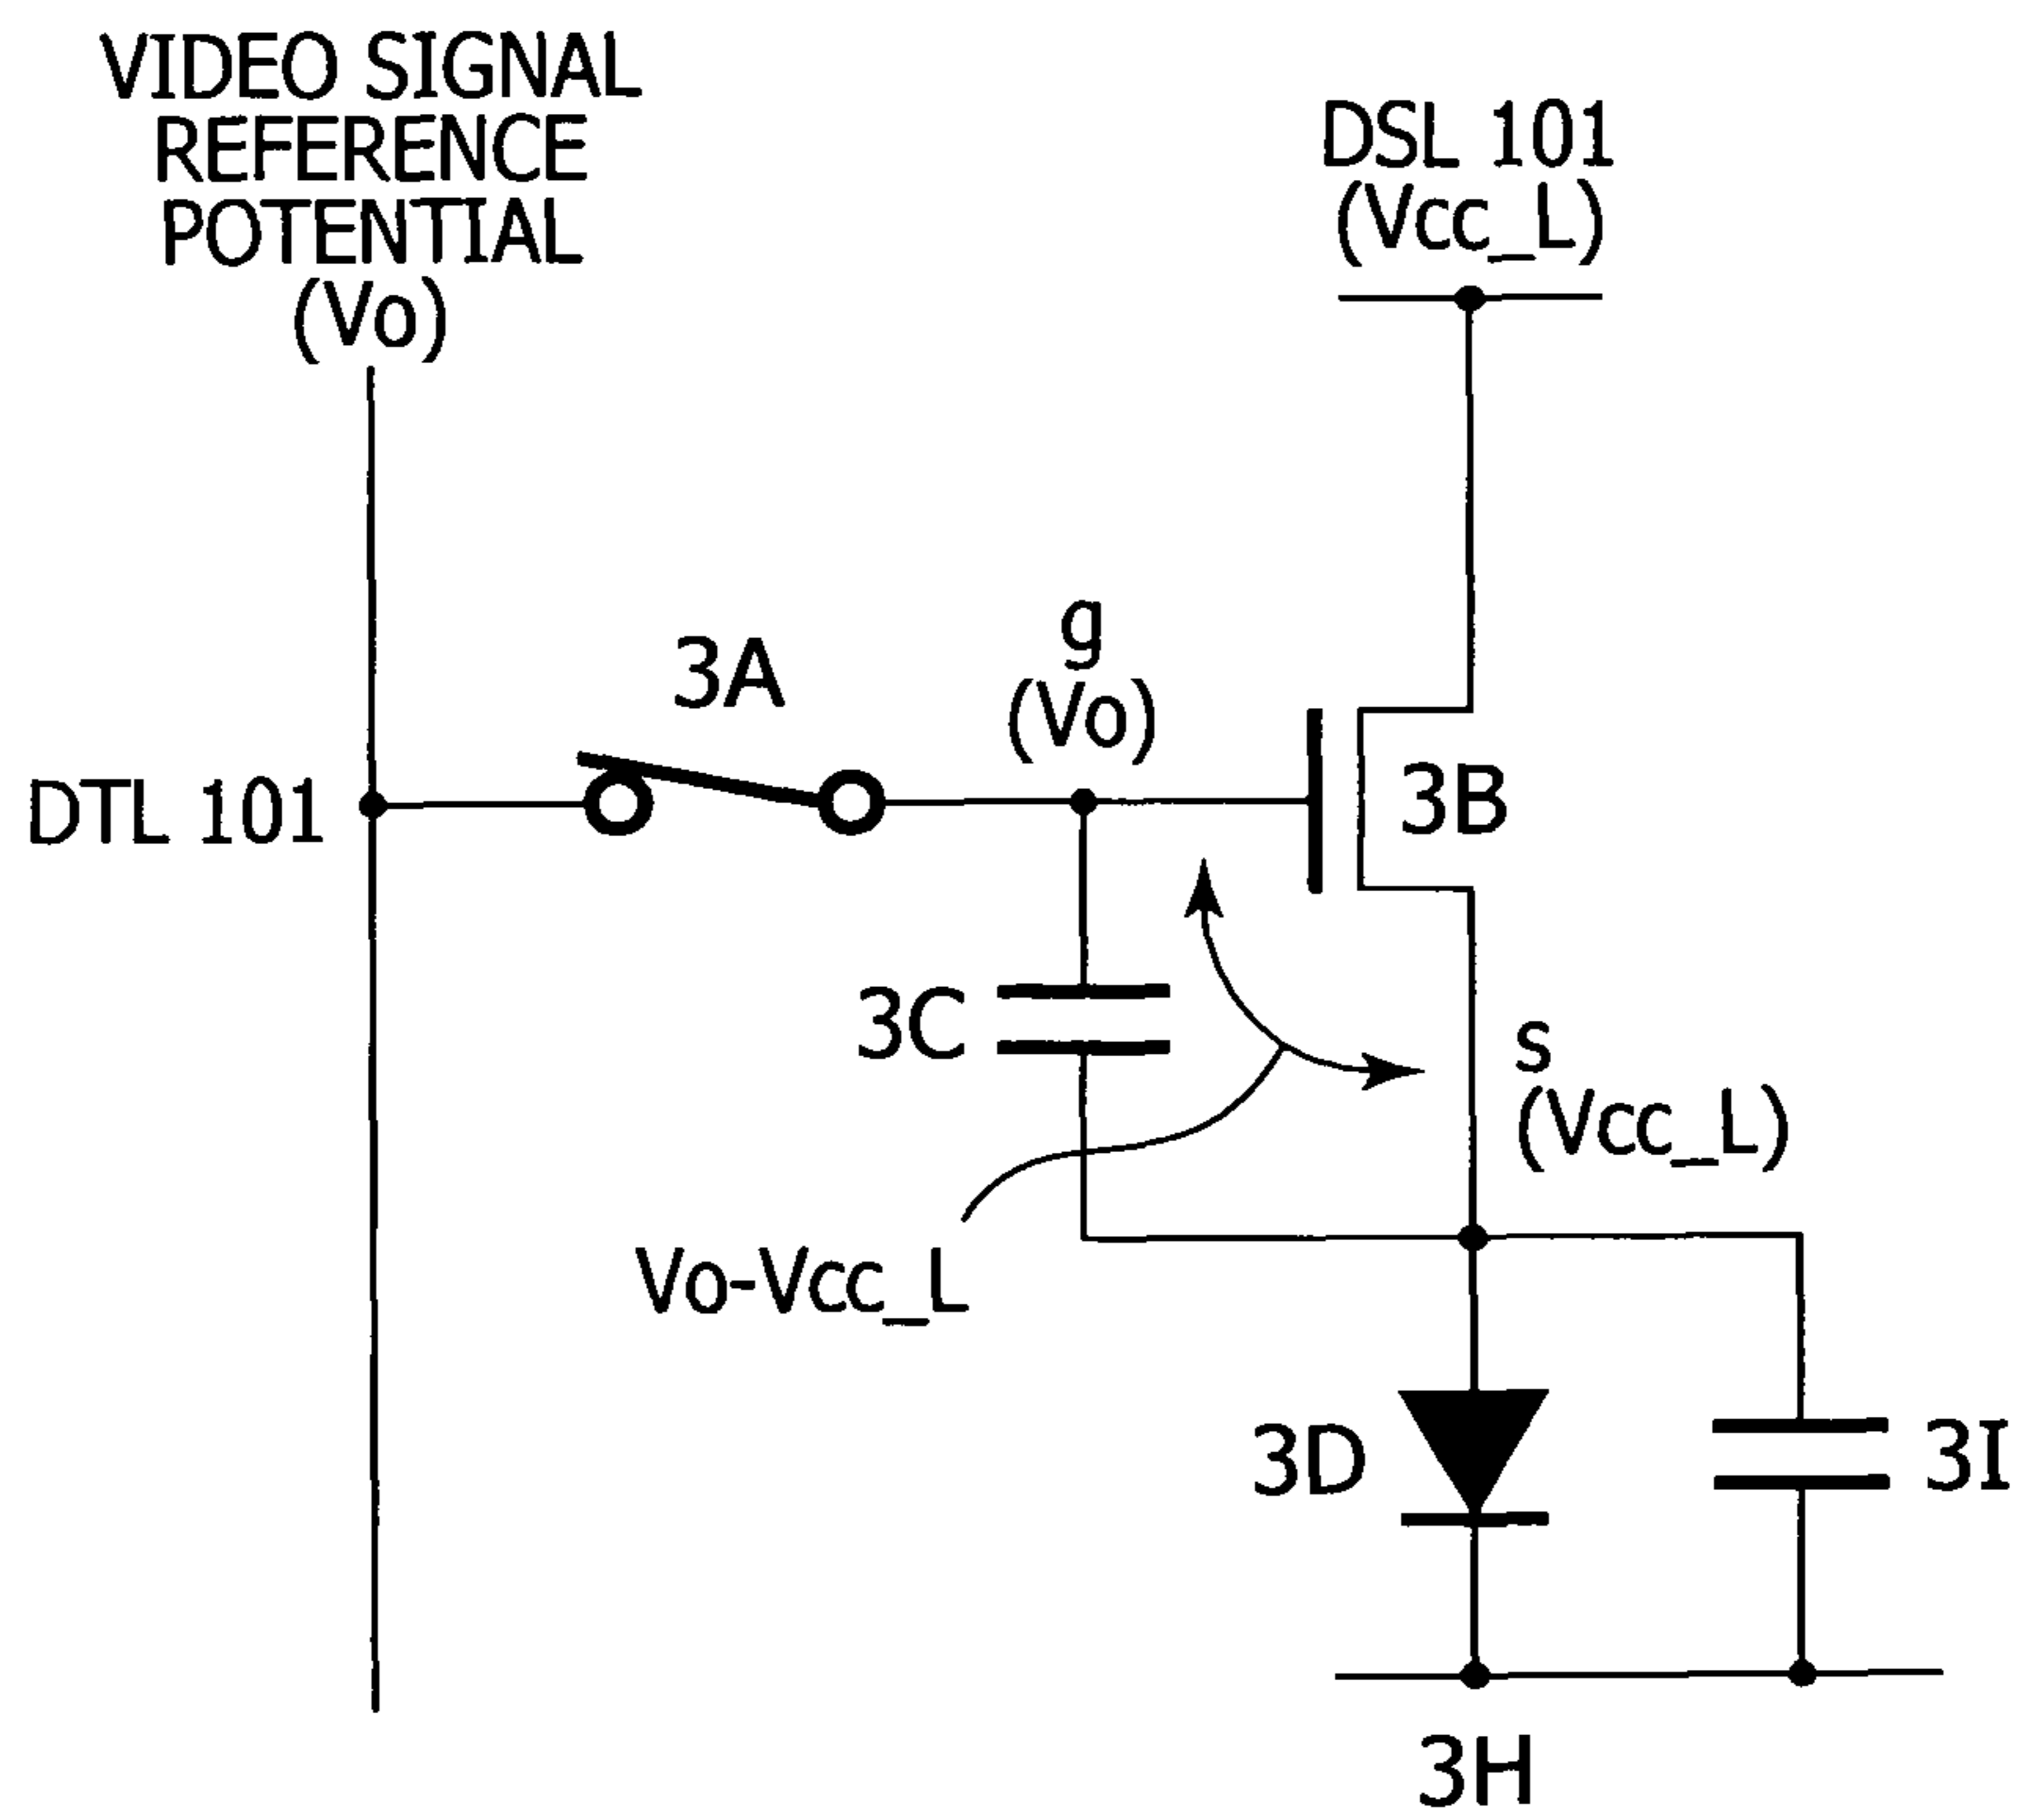 VIDEO SIGNAL
REFERENCE
POTENTIAL
(Vo)
DSL 101
(Vcc_L)
3A
g
(Vo)
DTL 101
3B
3C
s
(Vcc_L)
Vo-Vcc_L
3D
3I
3H